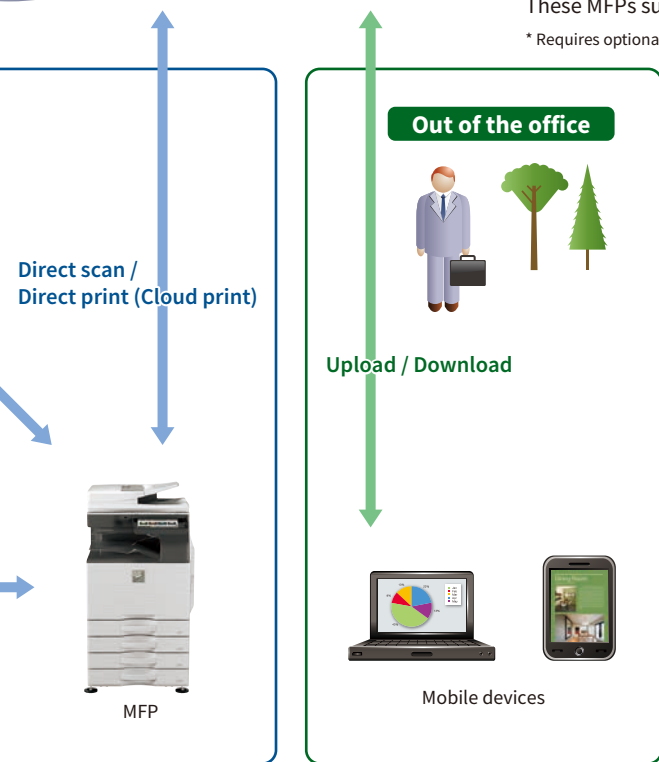 These MFPs su
* Requires optiona
Out of the office
Direct scan /
Direct print (Cloud print)
Upload / Download
MFP
Mobile devices